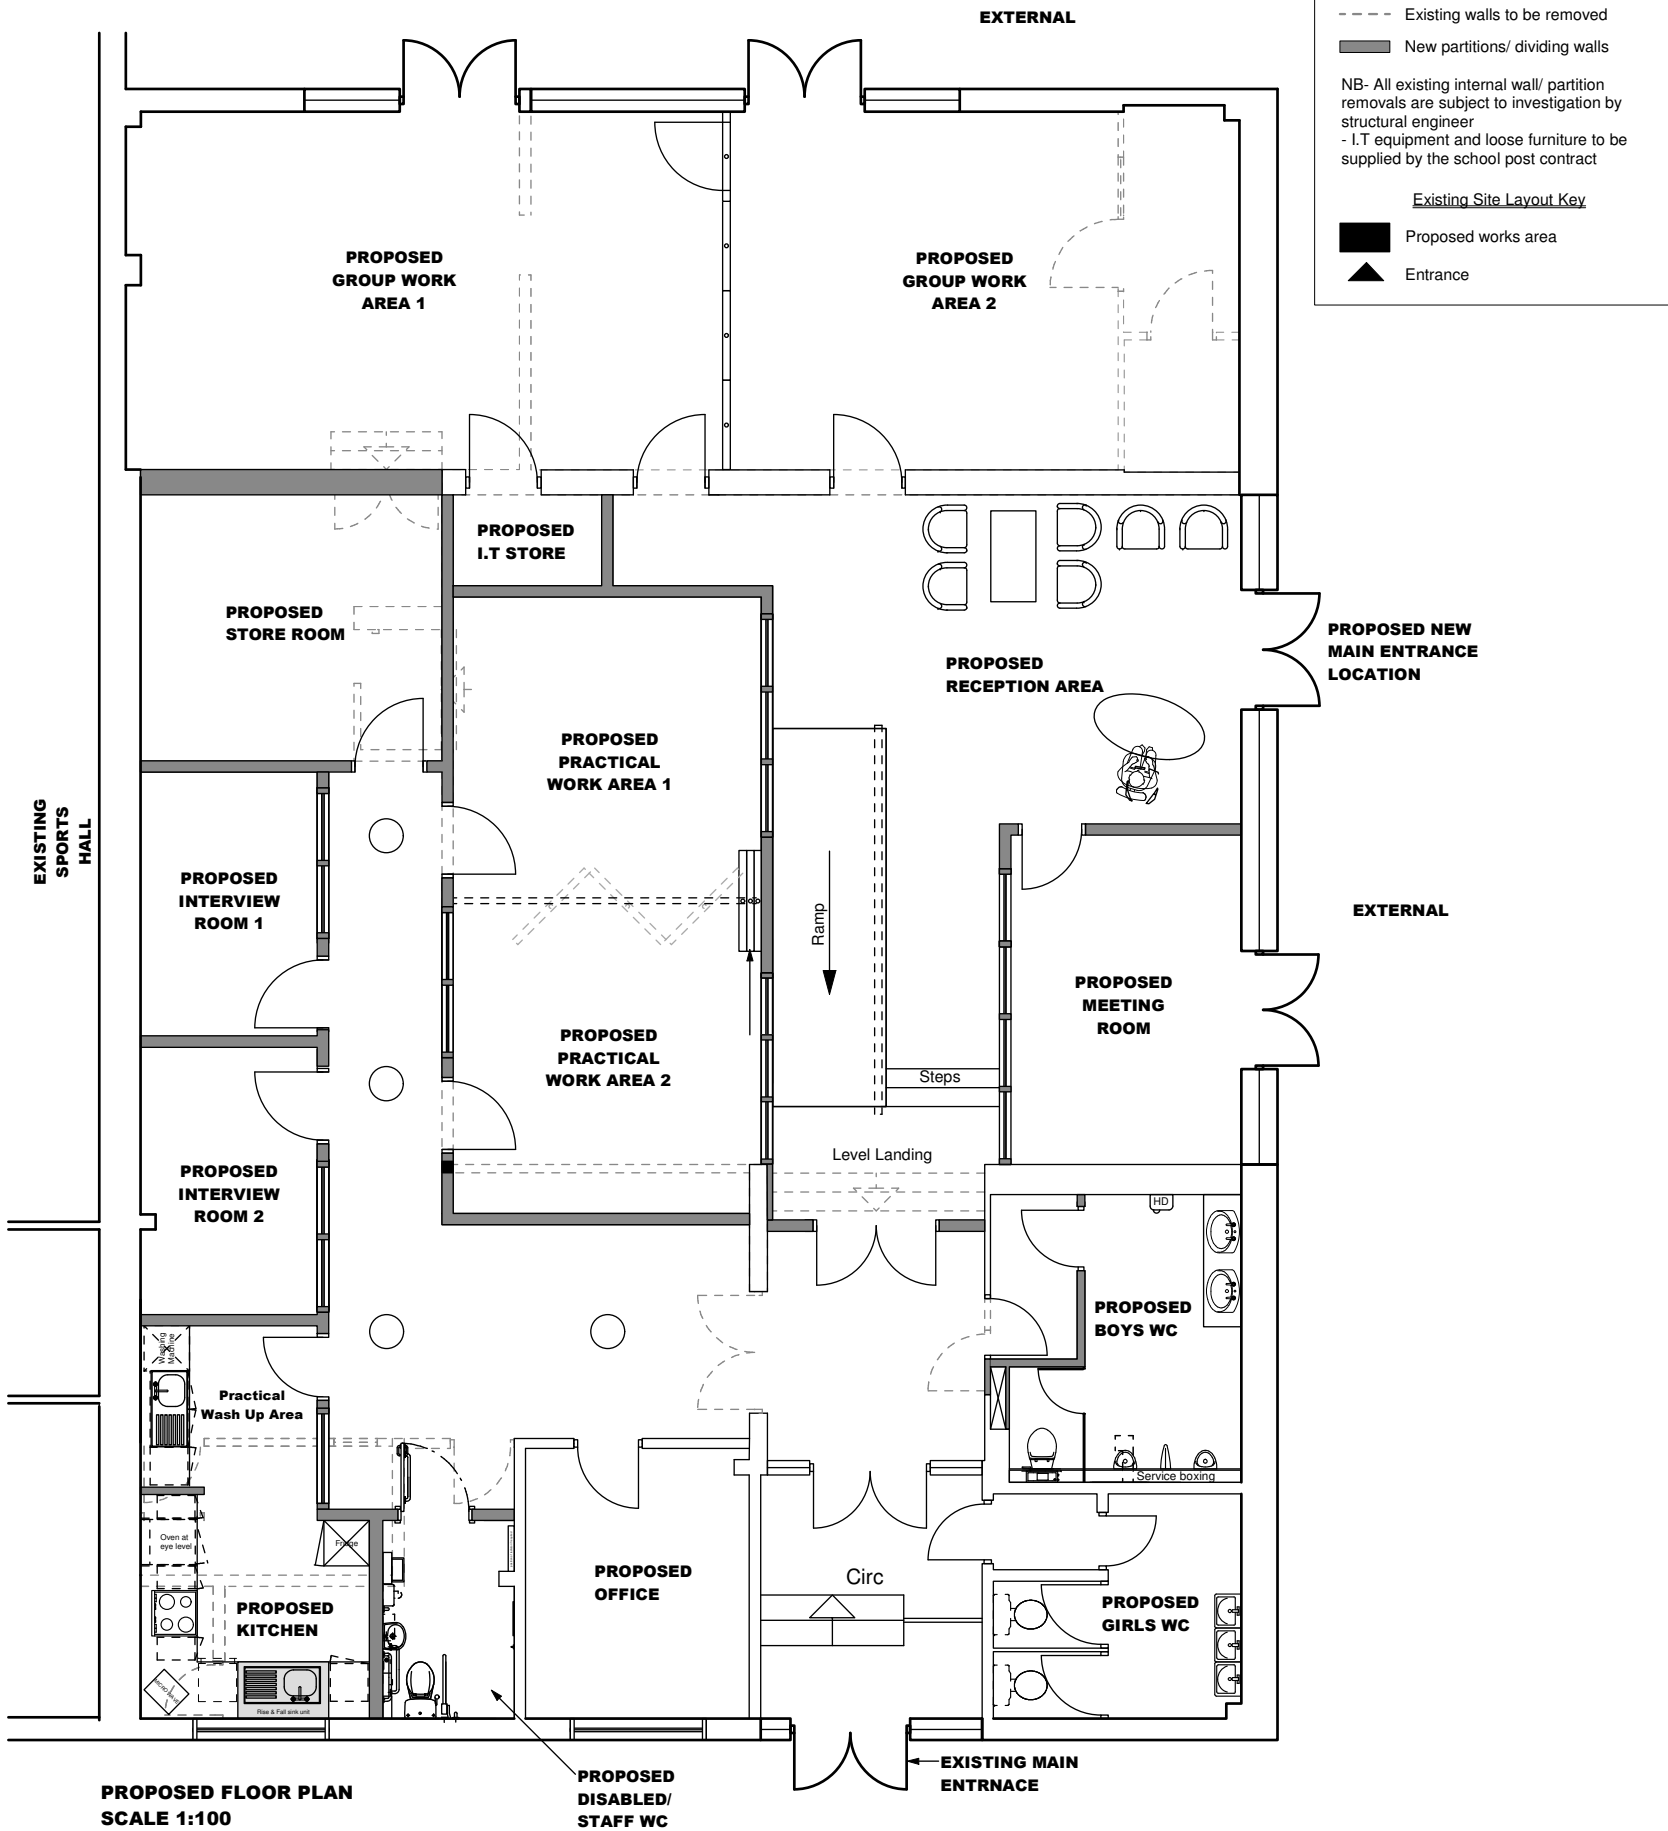 EXTERNAL
Existing walls to be removed
New partitions/ dividing walls
NB- All existing internal wall/ partition
removals are subject to investigation by
structural engineer
- I.T equipment and loose furniture to be
supplied by the school post contract
Existing Site Layout Key
Proposed works area
Entrance
PROPOSED
GROUP WORK
AREA 1
PROPOSED
GROUP WORK
AREA 2
PROPOSED
I.T STORE
PROPOSED
STORE ROOM
PROPOSED
RECEPTION AREA
PROPOSED NEW
MAIN ENTRANCE
LOCATION
PROPOSED
PRACTICAL
WORK AREA 1
EXISTING
SPORTS
HALL
PROPOSED
INTERVIEW
ROOM 1
Ramp
EXTERNAL
PROPOSED
MEETING
ROOM
PROPOSED
PRACTICAL
WORK AREA 2
Steps
Level Landing
PROPOSED
INTERVIEW
ROOM 2
HD
PROPOSED
BOYS WC
Washing
Machine
Practical
Wash Up Area
Service boxing
Oven at
eye level
Fridge
PROPOSED
OFFICE
Circ
PROPOSED
KITCHEN
PROPOSED
GIRLS WC
MICROWAVE
Rise & Fall sink unit
EXISTING MAIN
ENTRNACE
PROPOSED
DISABLED/
STAFF WC
PROPOSED FLOOR PLAN
SCALE 1:100